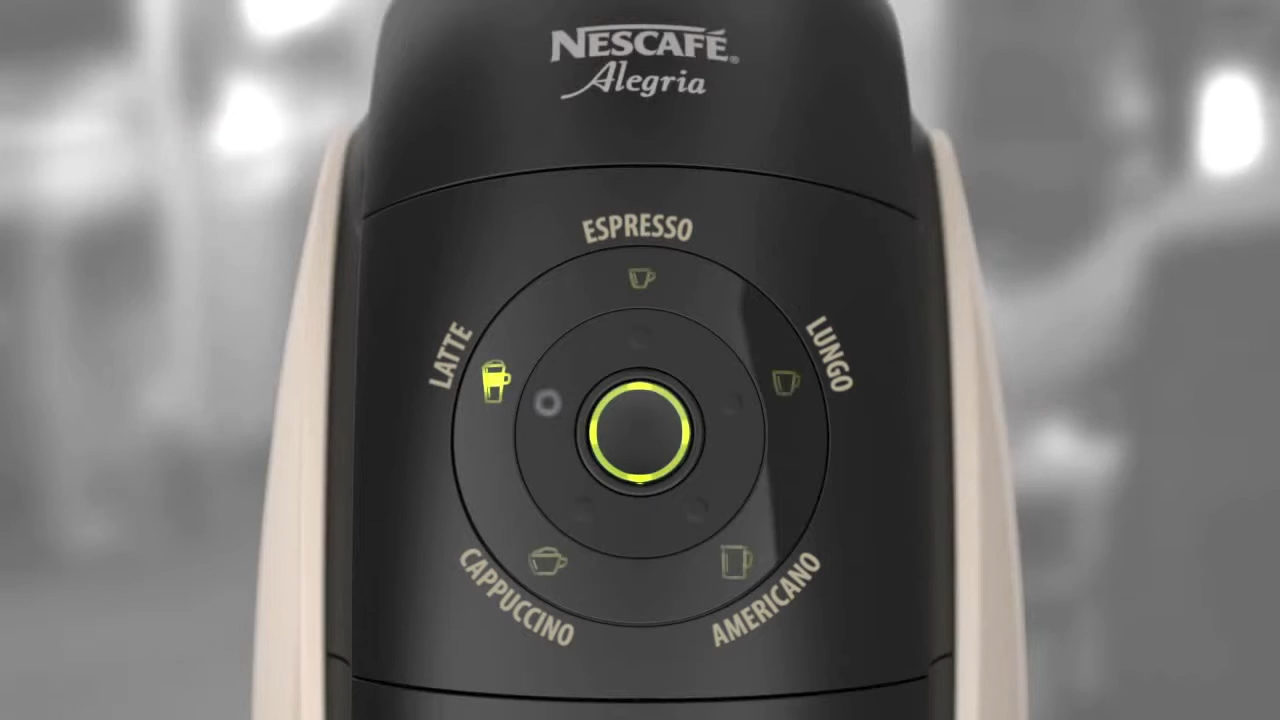 NESCAFÉ®
Alegria
ESPRESSO
LATTE
LUNGO
CAPPUCCINO
AMERICANO